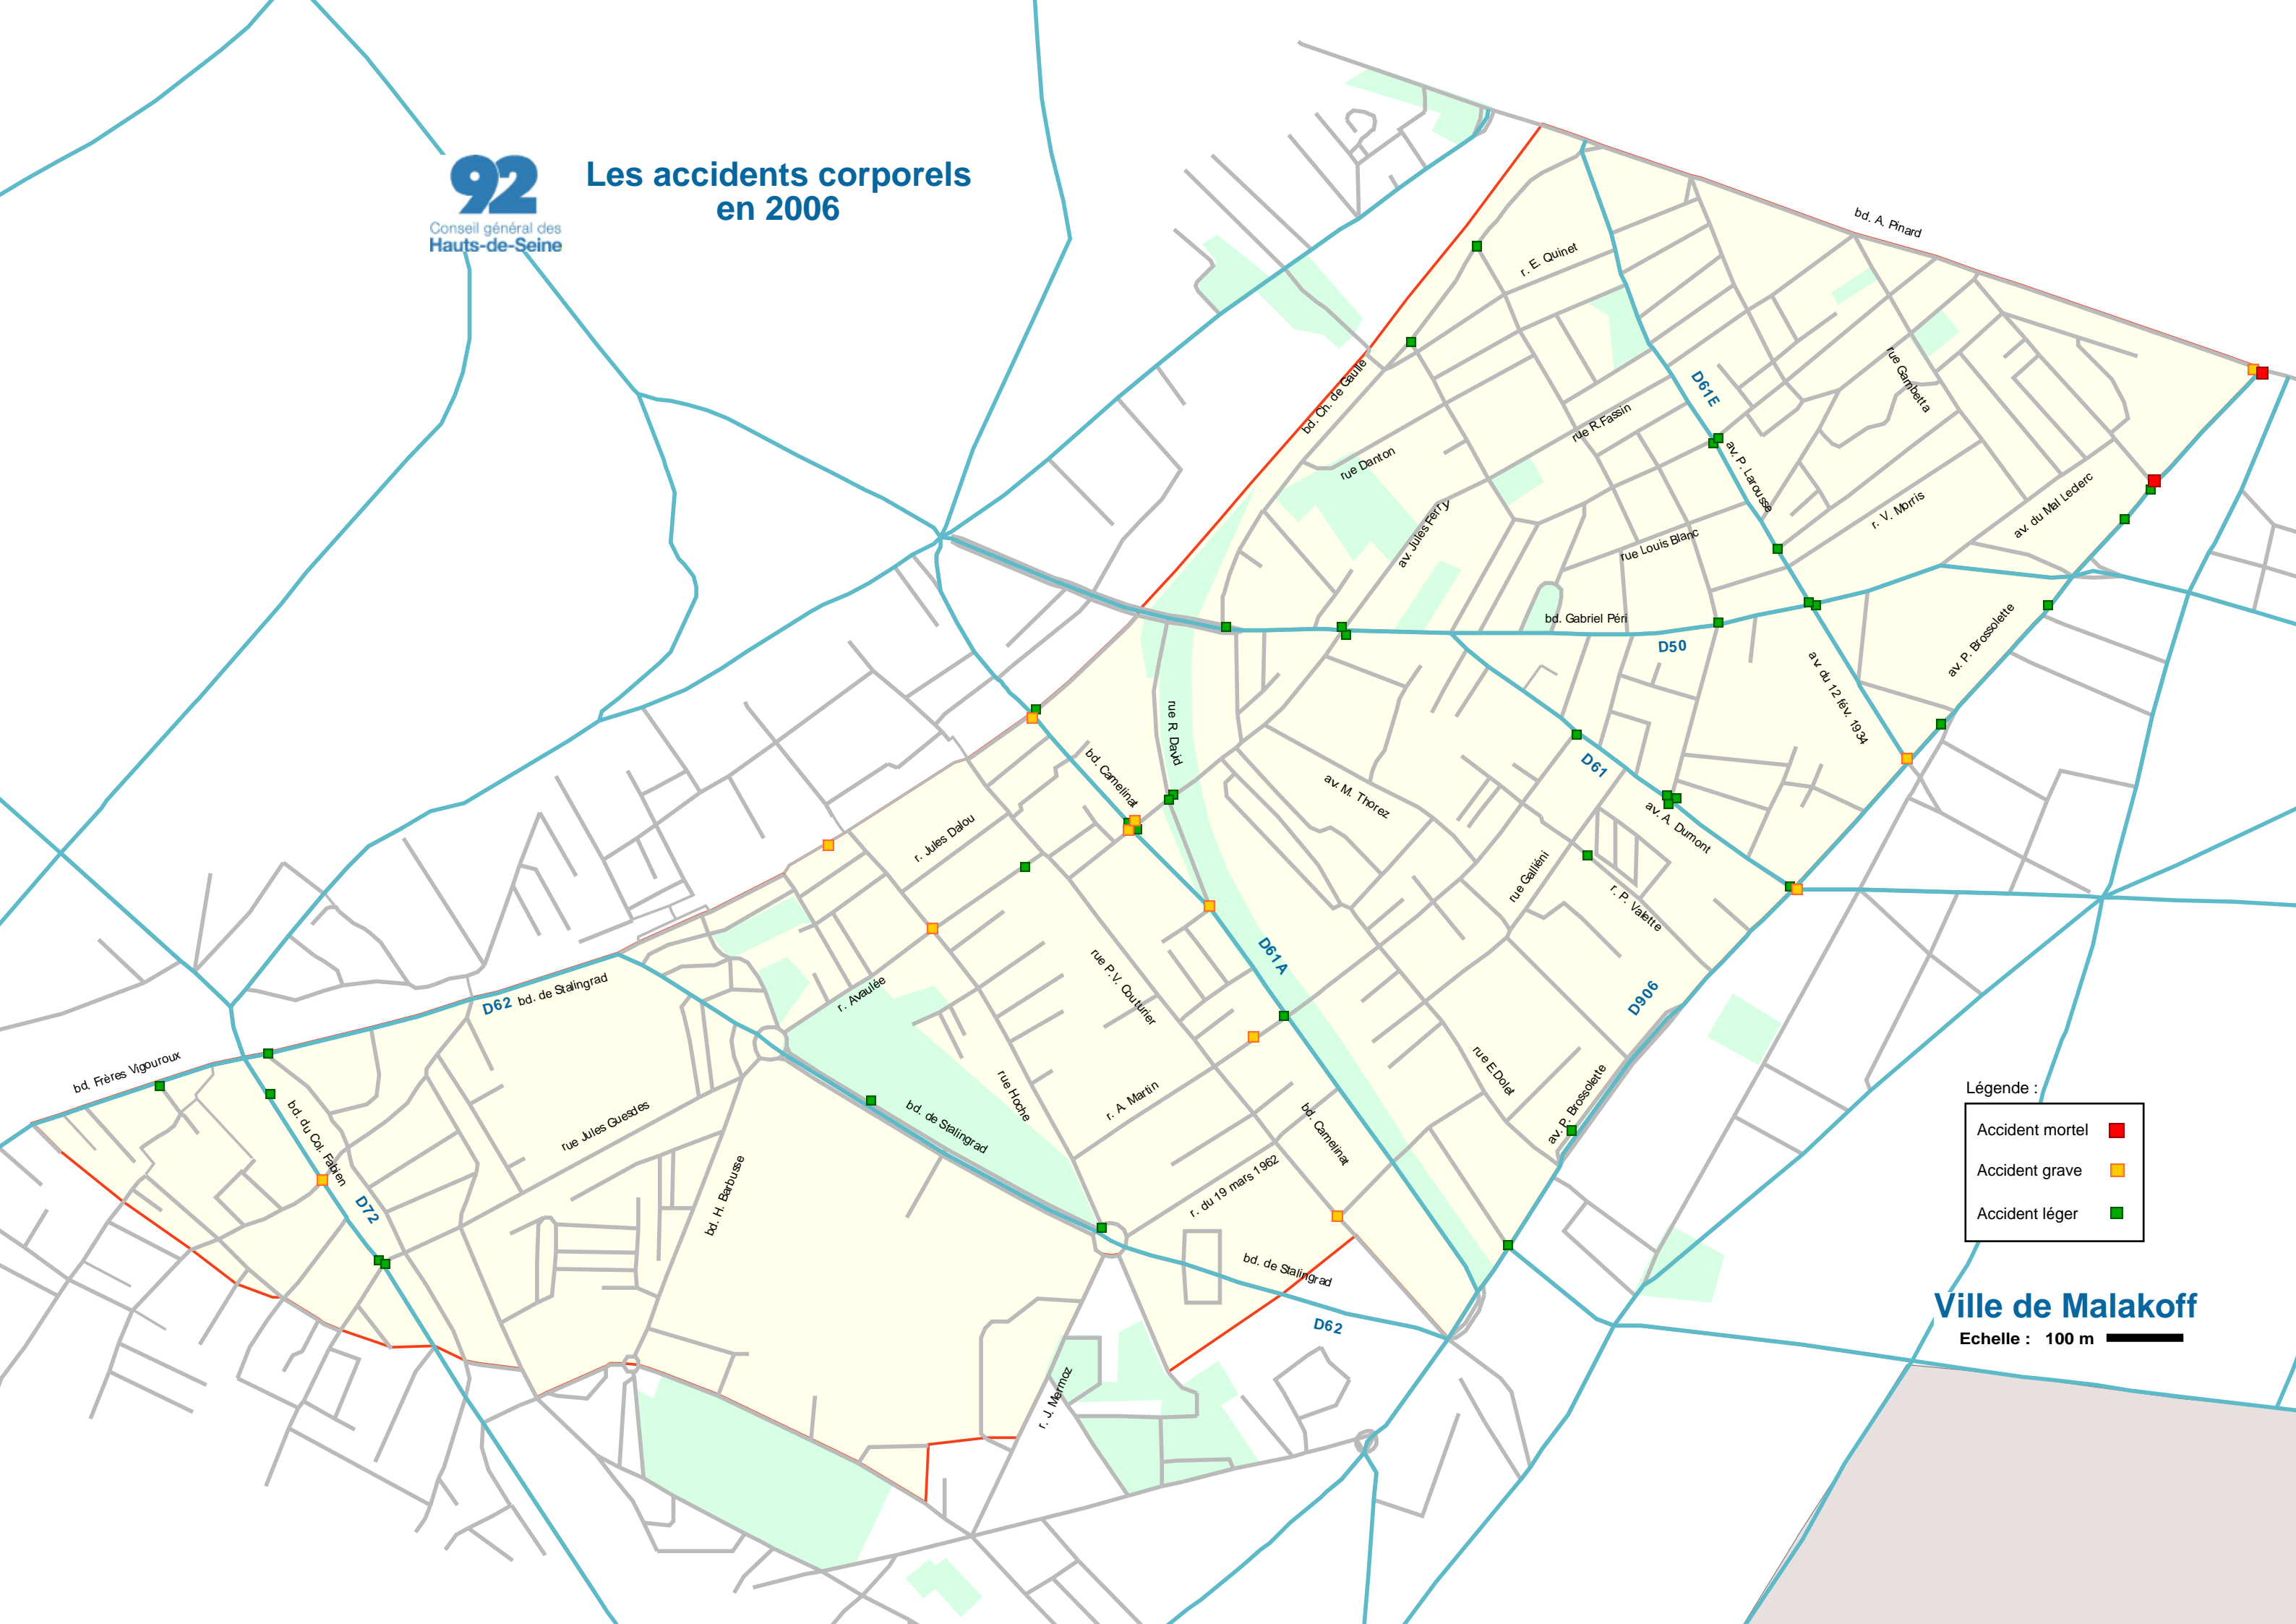 92
Conseil général des
Hauts-de-Seine
Les accidents corporels
en 2006
bd. A. Pinard
r. E. Quinet
bd. Ch. de Gaulle
D61E
rue Gambetta
rue R.Fassin
rue Danton
av. P. Larousse
r. V. Morris
av. du Mal Leclerc
av. Jules Ferry
rue Louis Blanc
bd. Gabriel Péri
D50
av. P. Brossolette
av. du 12 fév. 1934
rue R. David
bd. Camelinat
D61
av. M. Thorez
av. A. Dumont
r. Jules Dalou
rue Galliéni
r. P. Valette
D61A
rue P.V. Couturier
r. Avaulée
D62
bd. de Stalingrad
D906
bd. Frères Vigouroux
rue E.Dolet
av. P. Brossolette
rue Hoche
r. A. Martin
bd. de Stalingrad
bd. du Col. Fabien
rue Jules Guesdes
bd. Camelinat
D72
bd. H. Barbusse
r. du 19 mars 1962
bd. de Stalingrad
D62
r. J. Mermoz
Légende :
Accident mortel
Accident grave
Accident léger
Ville de Malakoff
Echelle : 100 m